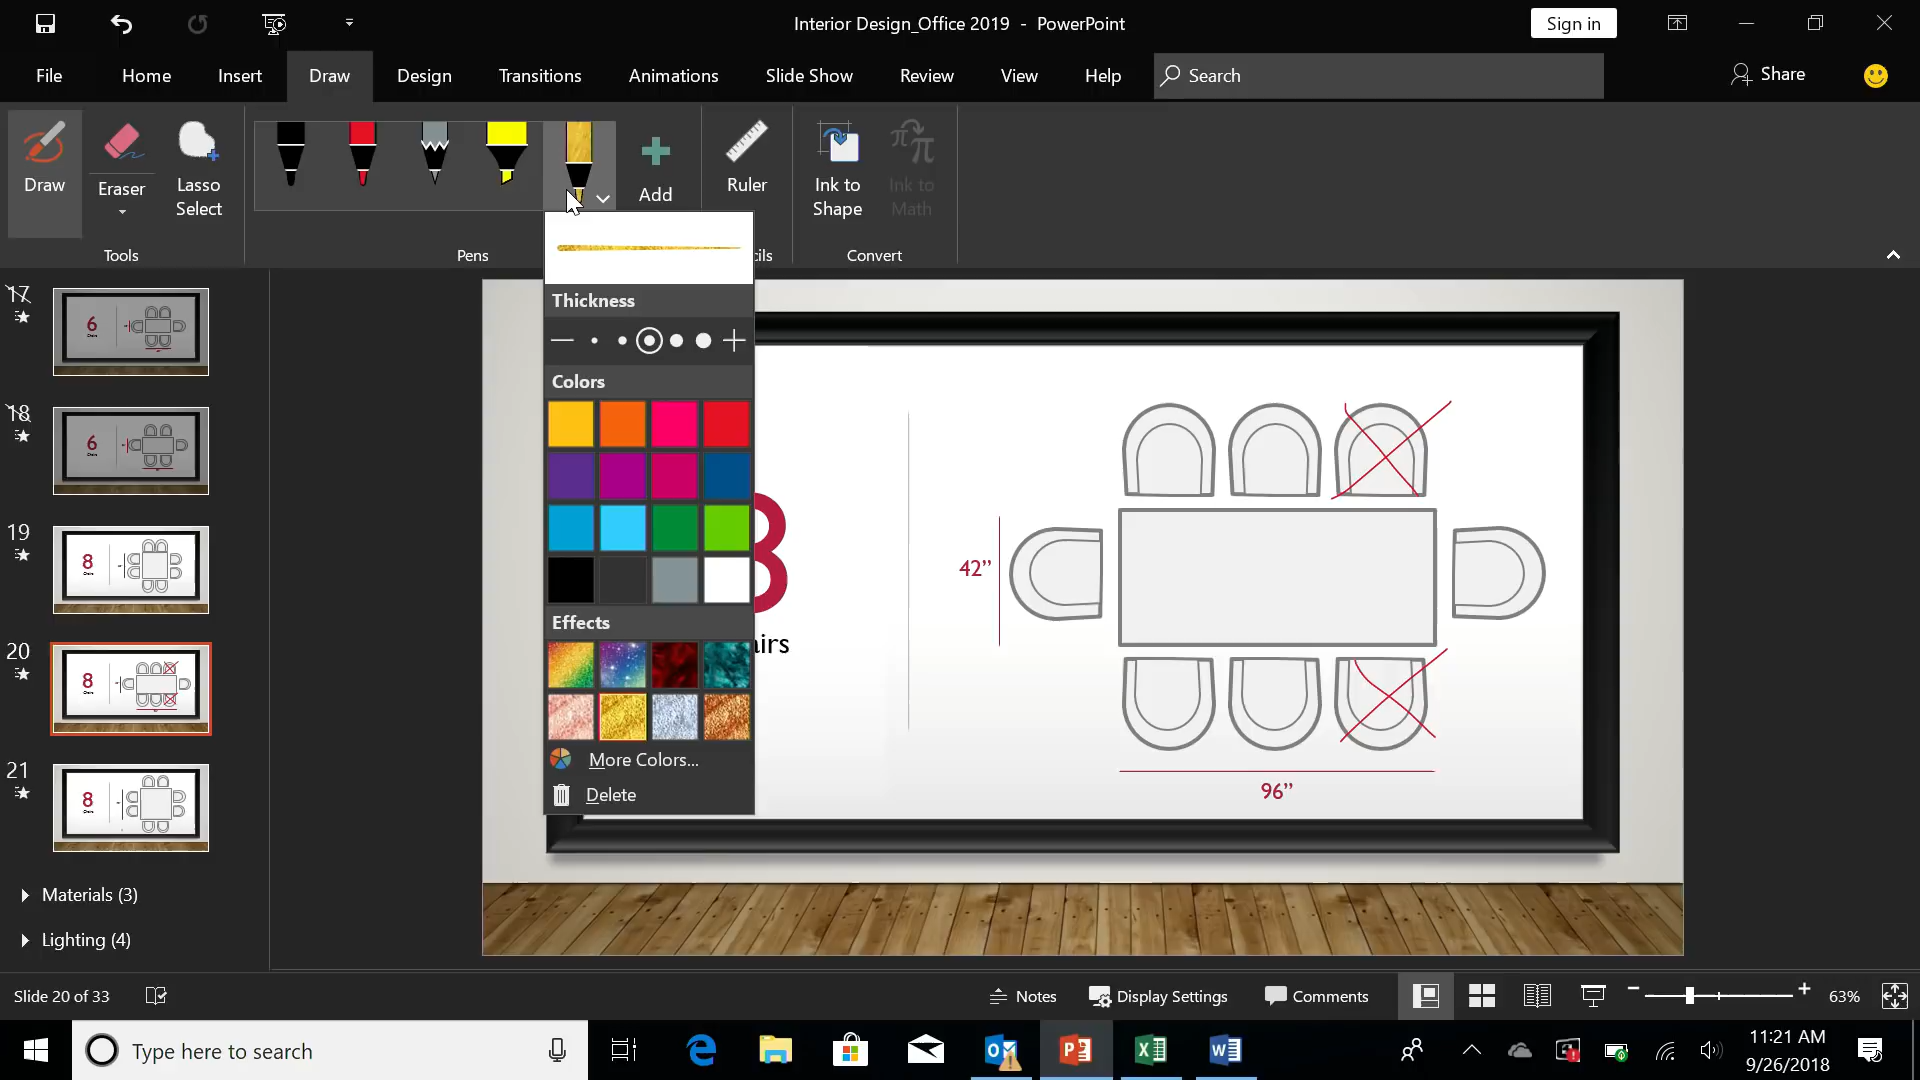 Interior Design_Office 2019 - PowerPoint
Sign in
File Home Insert Draw Design Transitions Animations Slide Show Review View Help
Search
Share
Draw
Eraser
Lasso Select
Add
Ruler
Ink to Shape
Ink to Math
Tools
Pens
cils
Convert
Thickness
Colors
Effects
More Colors...
Delete
17
6
18
6
19
8
20
8
21
8
Materials (3)
Lighting (4)
airs
42”
96”
Slide 20 of 33
Notes
Display Settings
Comments
63%
Type here to search
11:21 AM
9/26/2018